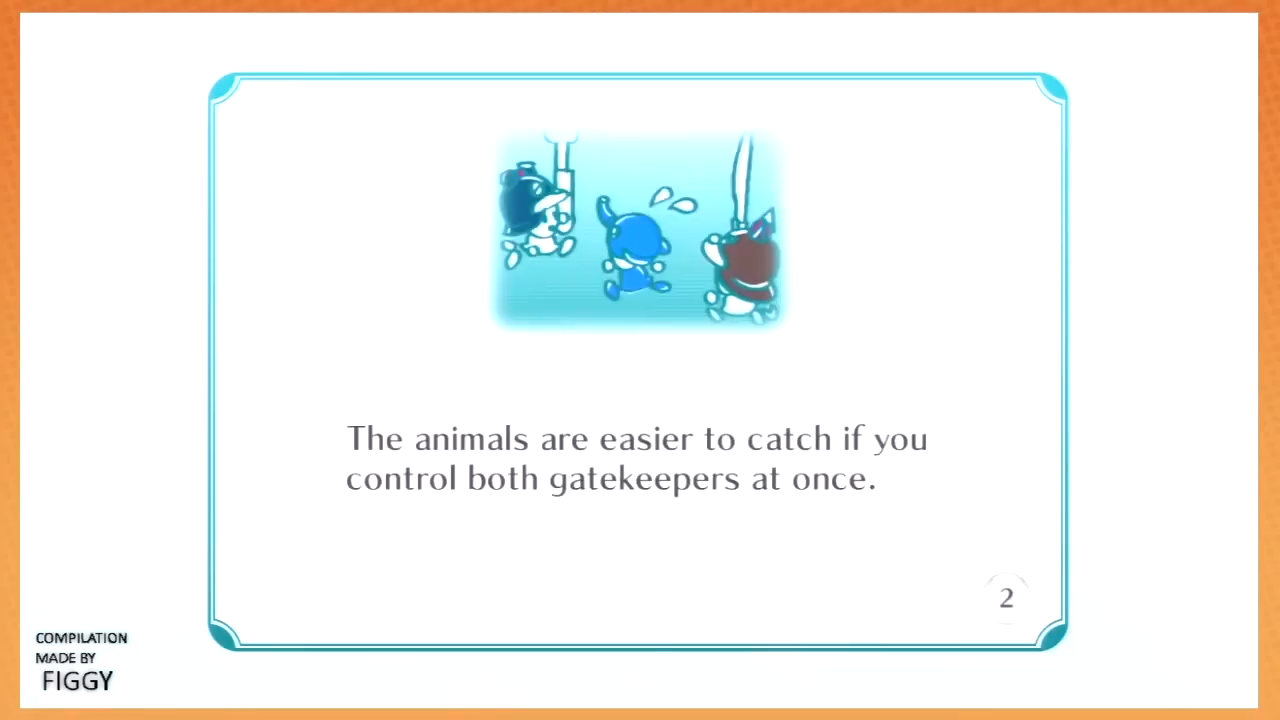 The animals are easier to catch if you
control both gatekeepers at once.
2
COMPILATION
MADE BY
FIGGY